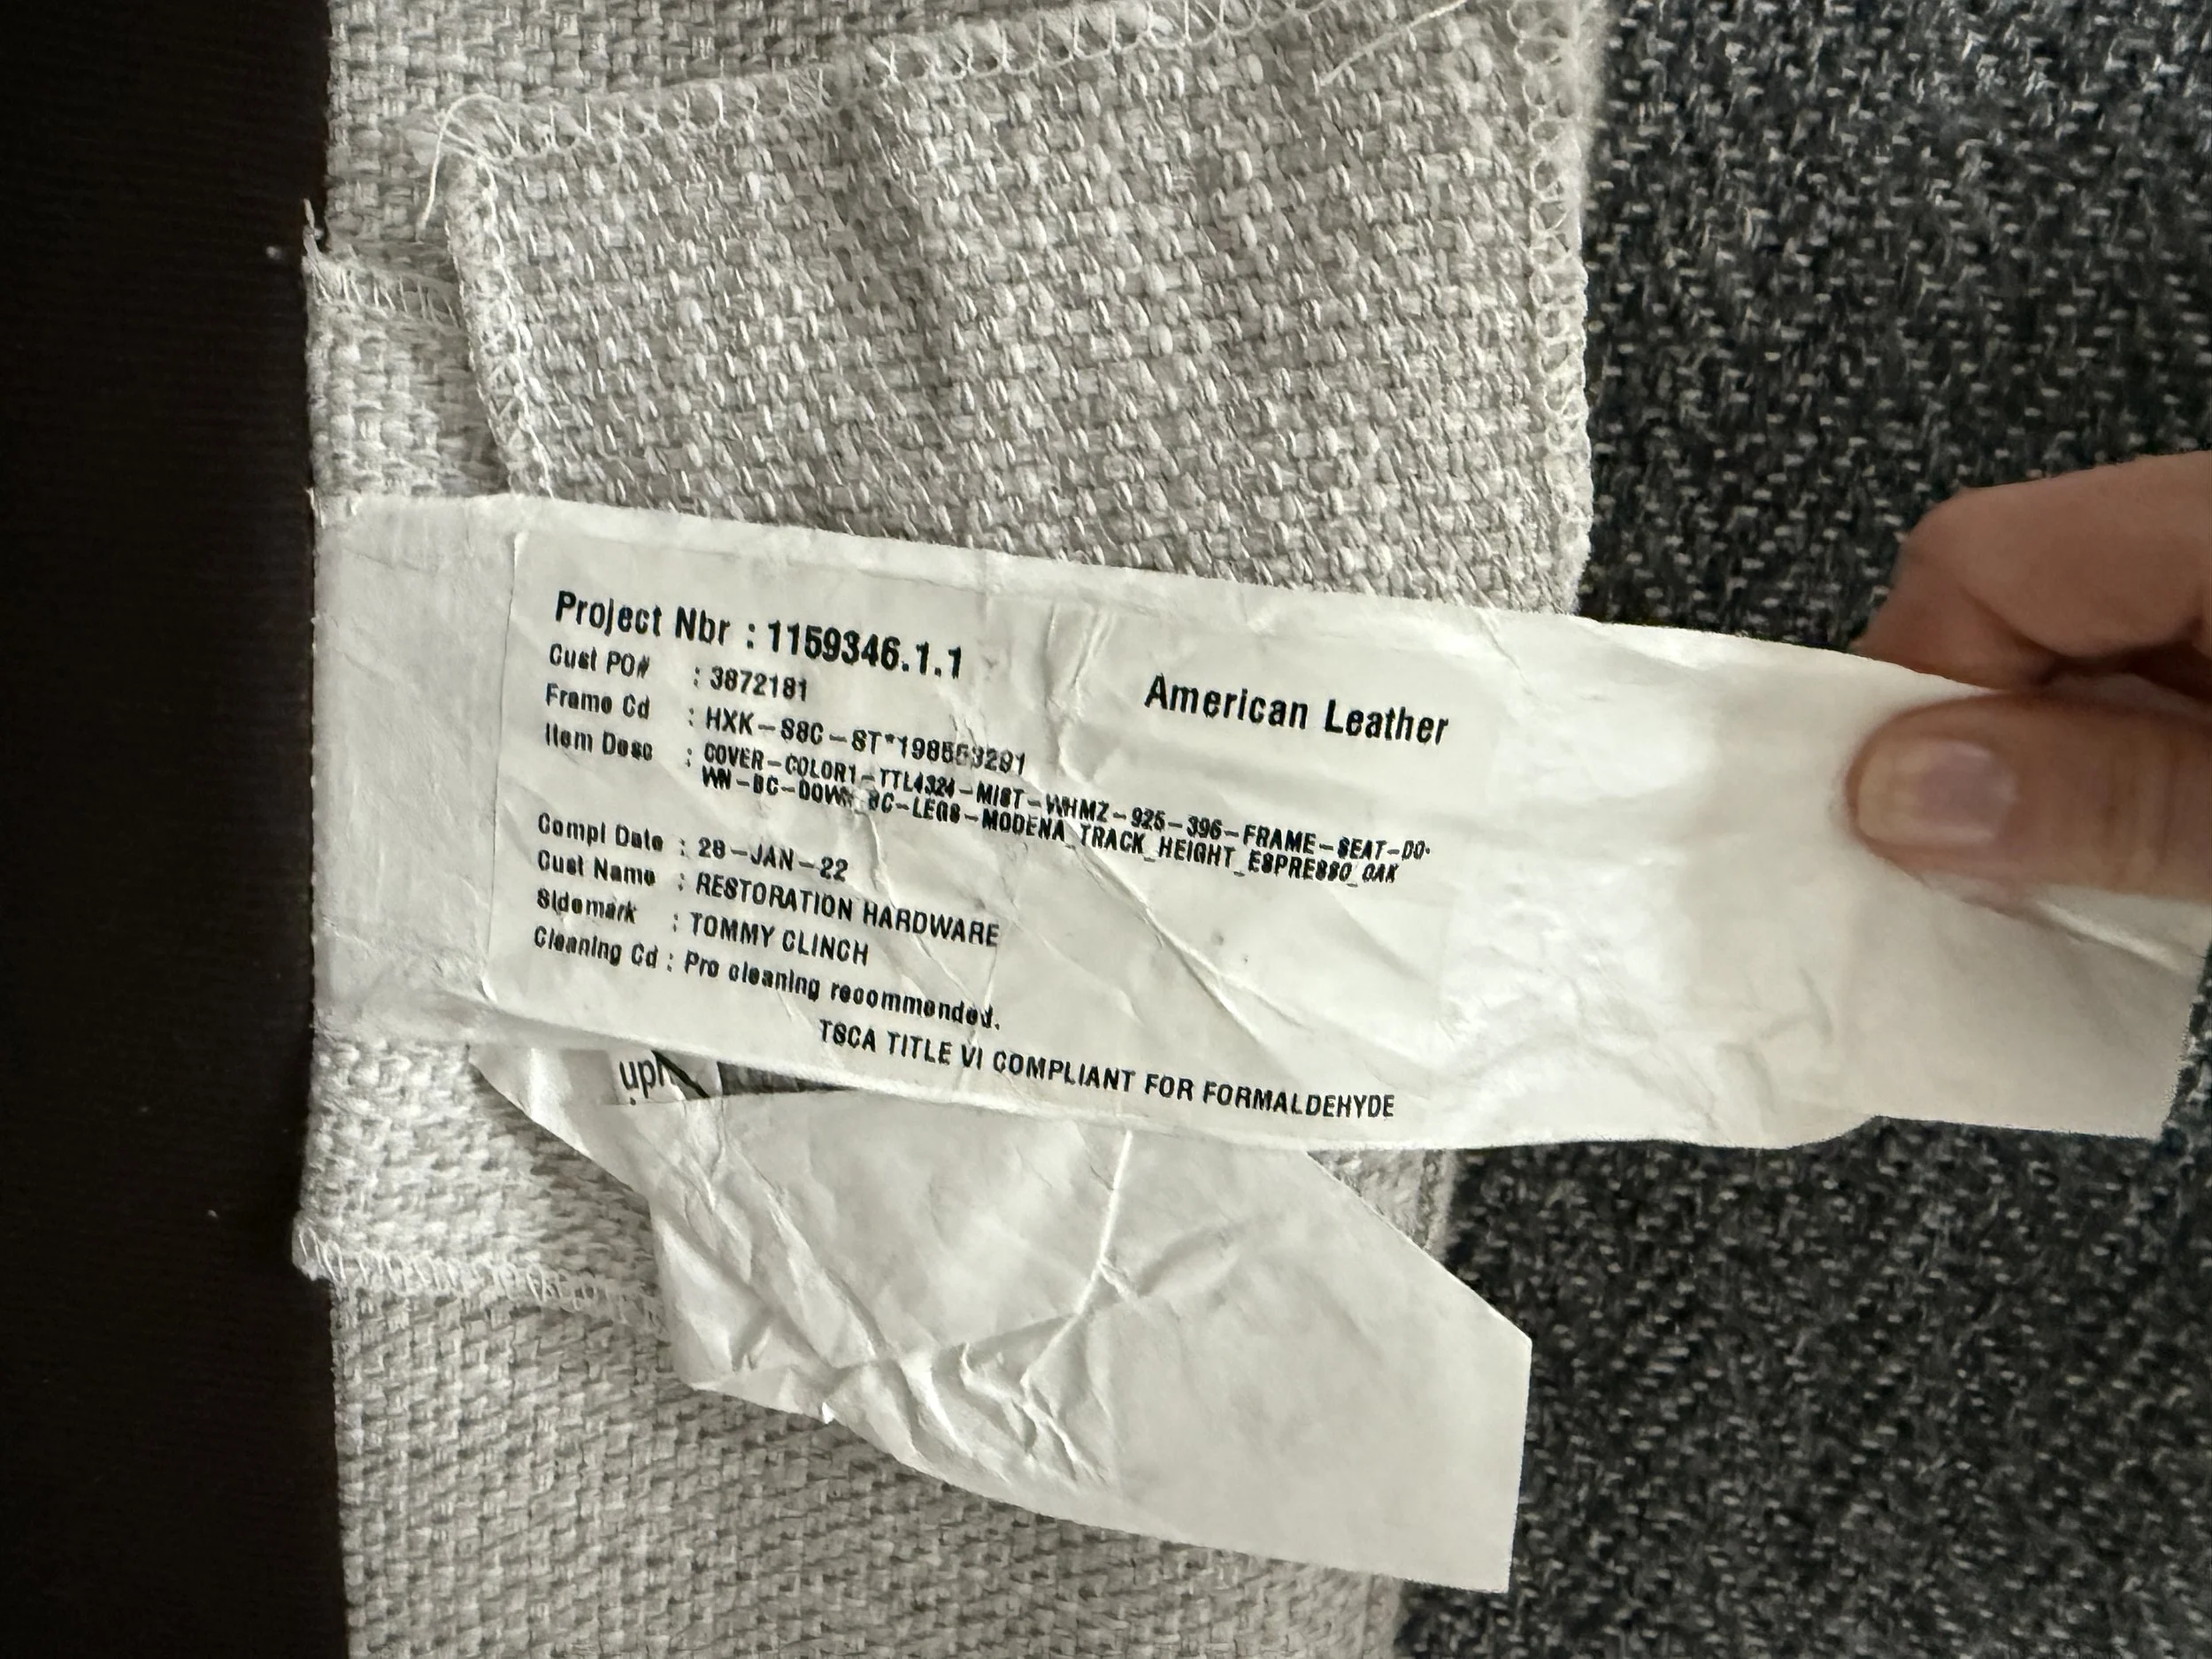 Project Nbr : 1159346.1.1
American Leather
Cust PO# : 3872181
Frame Cd : HXK-S8C-ST*198553291
Item Desc : COVER-COLOR1-TTL4324-MIST-WHMZ-925-396-FRAME-SEAT-DO-
WN-BC-DOWN_BC-LEGS-MODENA_TRACK_HEIGHT_ESPRESSO_OAK
Compl Date : 28-JAN-22
Cust Name : RESTORATION HARDWARE
Sidemark : TOMMY CLINCH
Cleaning Cd : Pro cleaning recommended.
TSCA TITLE VI COMPLIANT FOR FORMALDEHYDE